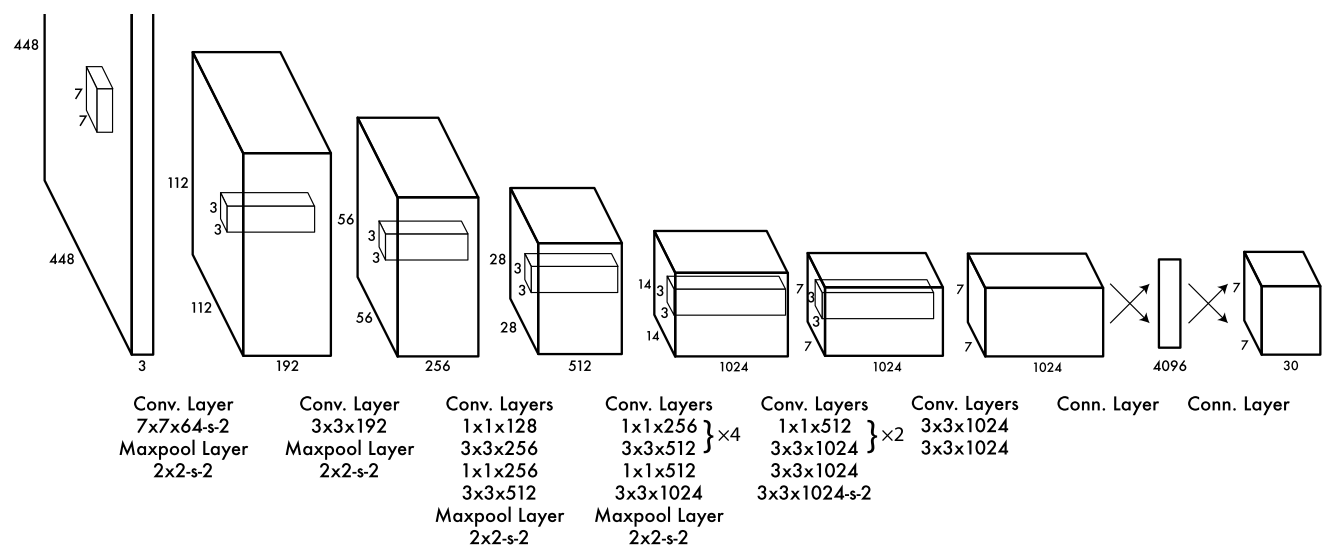 448
7
7
448
3
112
3
3
112
192
56
3
3
56
256
28
3
3
28
512
14
3
3
14
1024
7
3
3
7
1024
7
7
1024
4096
7
7
30
Conv. Layer
7x7x64-s-2
Maxpool Layer
2x2-s-2
Conv. Layer
3x3x192
Maxpool Layer
2x2-s-2
Conv. Layers
1x1x128
3x3x256
1x1x256
3x3x512
Maxpool Layer
2x2-s-2
Conv. Layers
1x1x256
3x3x512
}×4
1x1x512
3x3x1024
Maxpool Layer
2x2-s-2
Conv. Layers
1x1x512
3x3x1024
}×2
3x3x1024
3x3x1024-s-2
Conv. Layers
3x3x1024
3x3x1024
Conn. Layer
Conn. Layer